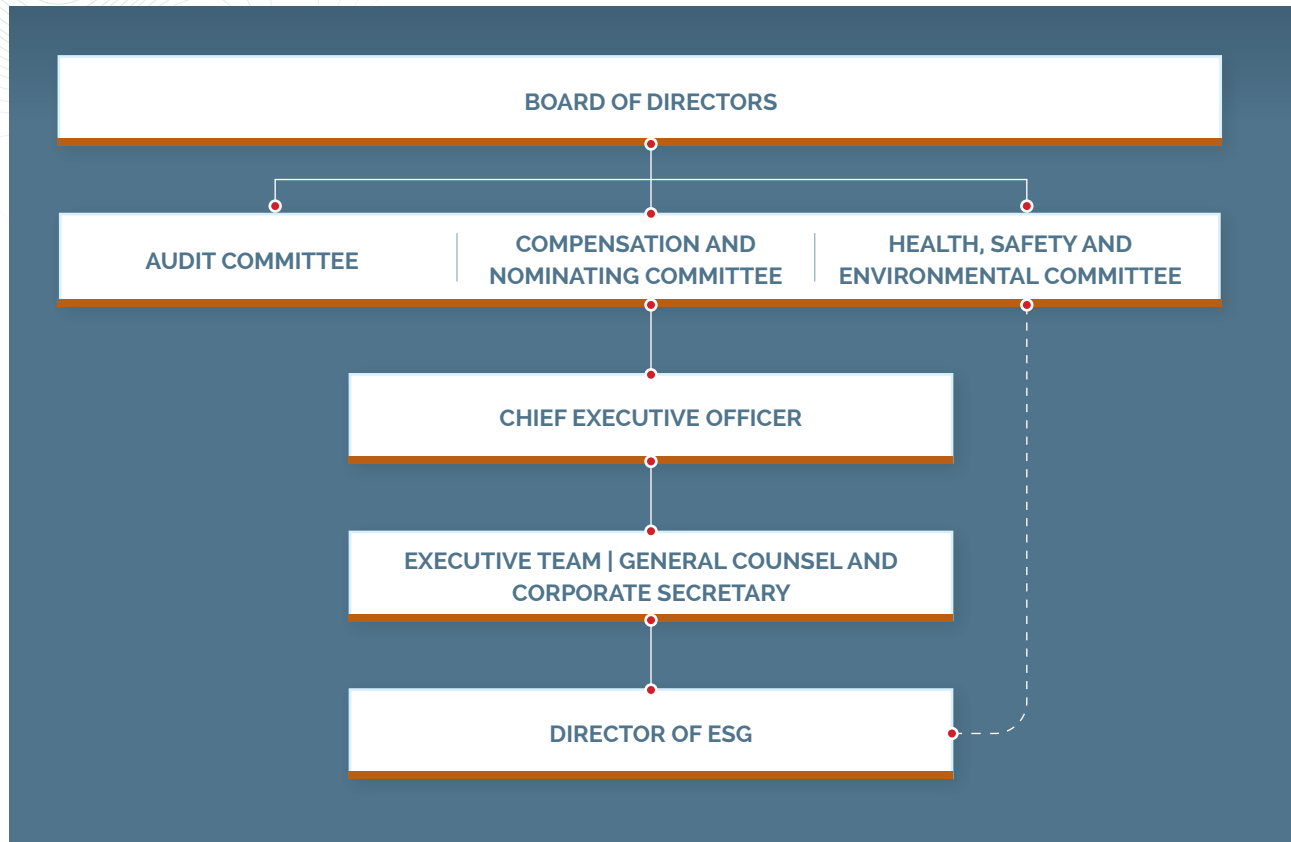 BOARD OF DIRECTORS
AUDIT COMMITTEE
COMPENSATION AND
NOMINATING COMMITTEE
HEALTH, SAFETY AND
ENVIRONMENTAL COMMITTEE
CHIEF EXECUTIVE OFFICER
EXECUTIVE TEAM | GENERAL COUNSEL AND
CORPORATE SECRETARY
DIRECTOR OF ESG